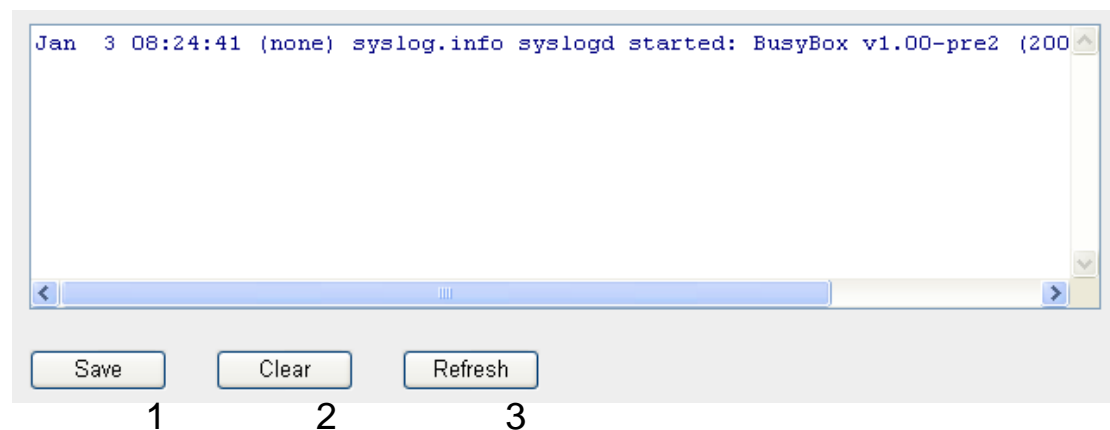 Jan  3 08:24:41 (none) syslog.info syslogd started: BusyBox v1.00-pre2 (200
Save Clear Refresh
1 2 3